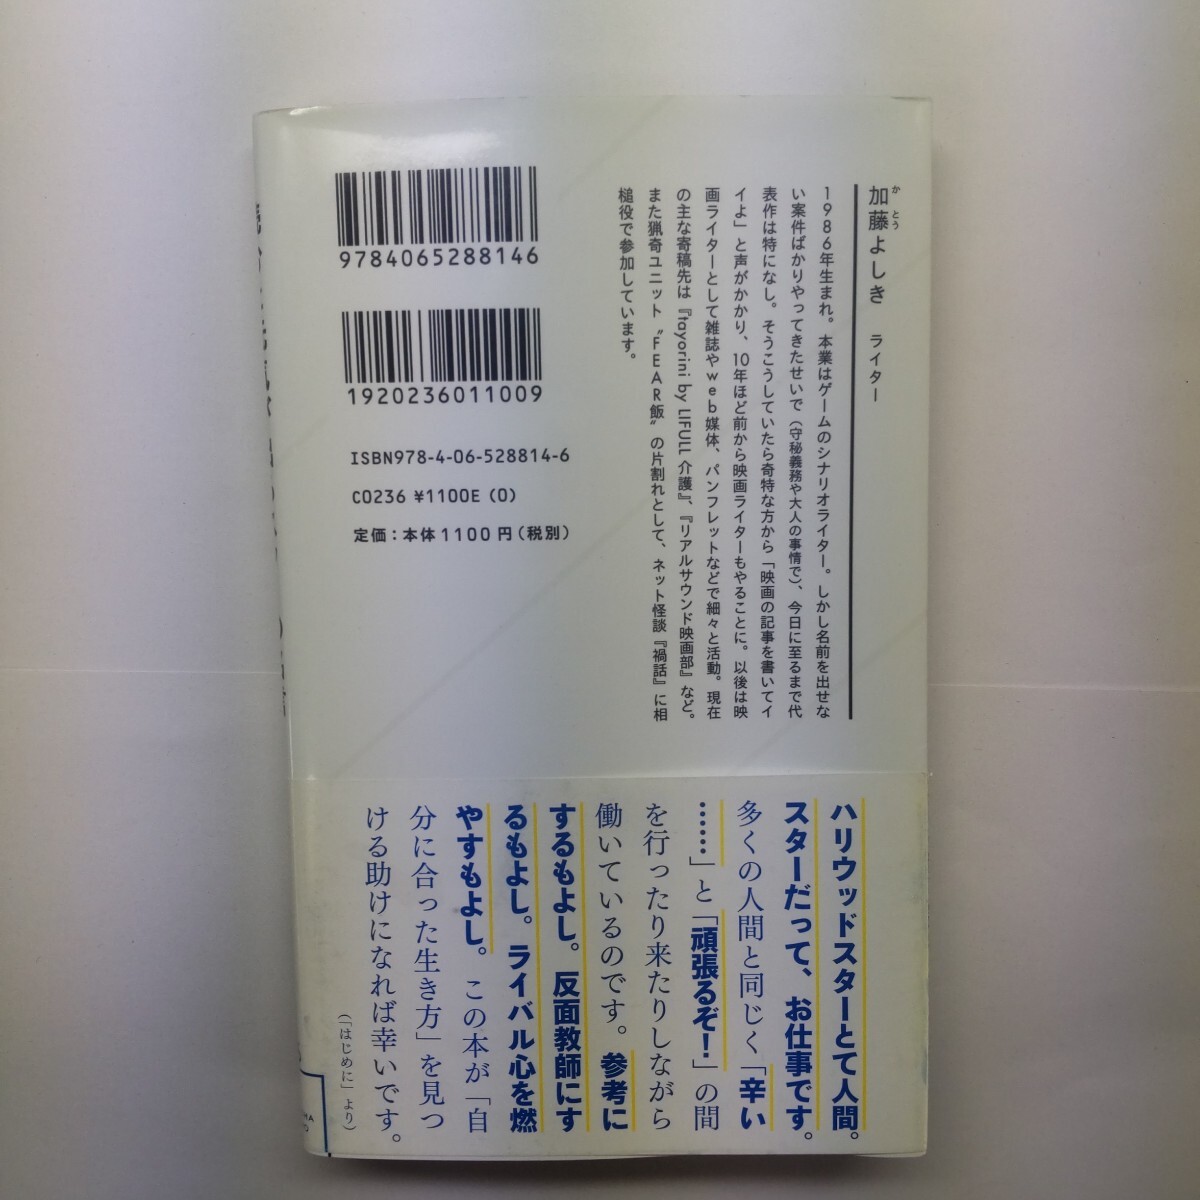 加藤よしき ライター
かとう
1986年生まれ。本業はゲームのシナリオライター。しかし名前を出せな
い案件ばかりやってきたせいで（守秘義務や大人の事情で）、今日に至るまで代
表作は特になし。そうこうしていたら奇特な方から「映画の記事を書いてイ
イよ」と声がかかり、10年ほど前から映画ライターもやることに。以後は映
画ライターとして雑誌やweb媒体、パンフレットなどで細々と活動。現在
の主な寄稿先は『tayorini by LIFULL 介護』、『リアルサウンド映画部』など。
また猟奇ユニット〝FEAR飯〟の片割れとして、ネット怪談『禍話』に相
槌役で参加しています。
9784065288146
1920236011009
ISBN978-4-06-528814-6
C0236 ¥1100E (0)
定価：本体1100円（税別）
ハリウッドスターとて人間。
スターだって、お仕事です。
多くの人間と同じく「辛い
……」と「頑張るぞ！」の間
を行ったり来たりしながら
働いているのです。参考に
するもよし。反面教師にす
るもよし。ライバル心を燃
やすもよし。この本が「自
分に合った生き方」を見つ
ける助けになれば幸いです。
（「はじめに」より）